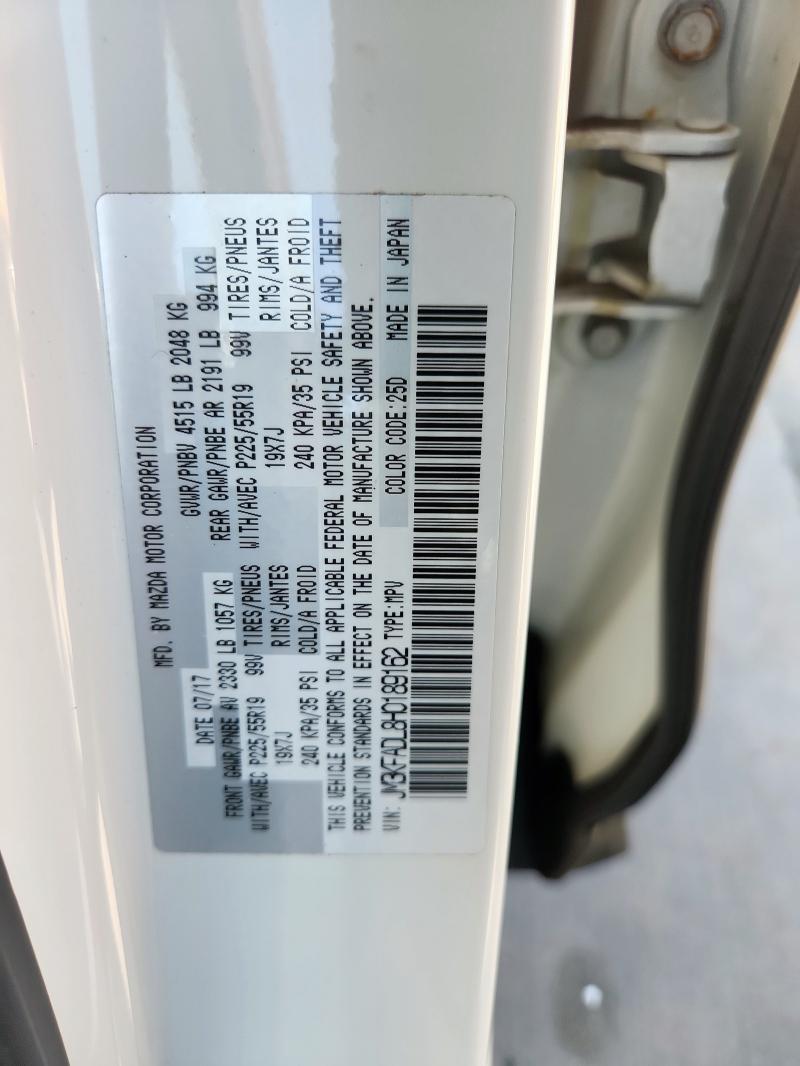 MFD. BY MAZDA MOTOR CORPORATION
DATE 07/17 GVWR/PNBV 4515 LB 2048 KG
FRONT GAWR/PNBE AV 2330 LB 1057 KG REAR GAWR/PNBE AR 2191 LB 994 KG
WITH/AVEC P225/55R19 99V TIRES/PNEUS WITH/AVEC P225/55R19 99V TIRES/PNEUS
19X7J RIMS/JANTES 19X7J RIMS/JANTES
240 KPA/35 PSI COLD/A FROID 240 KPA/35 PSI COLD/A FROID
THIS VEHICLE CONFORMS TO ALL APPLICABLE FEDERAL MOTOR VEHICLE SAFETY AND THEFT
PREVENTION STANDARDS IN EFFECT ON THE DATE OF MANUFACTURE SHOWN ABOVE.
VIN: JM3KFADL8H0189162 TYPE:MPV COLOR CODE:25D MADE IN JAPAN